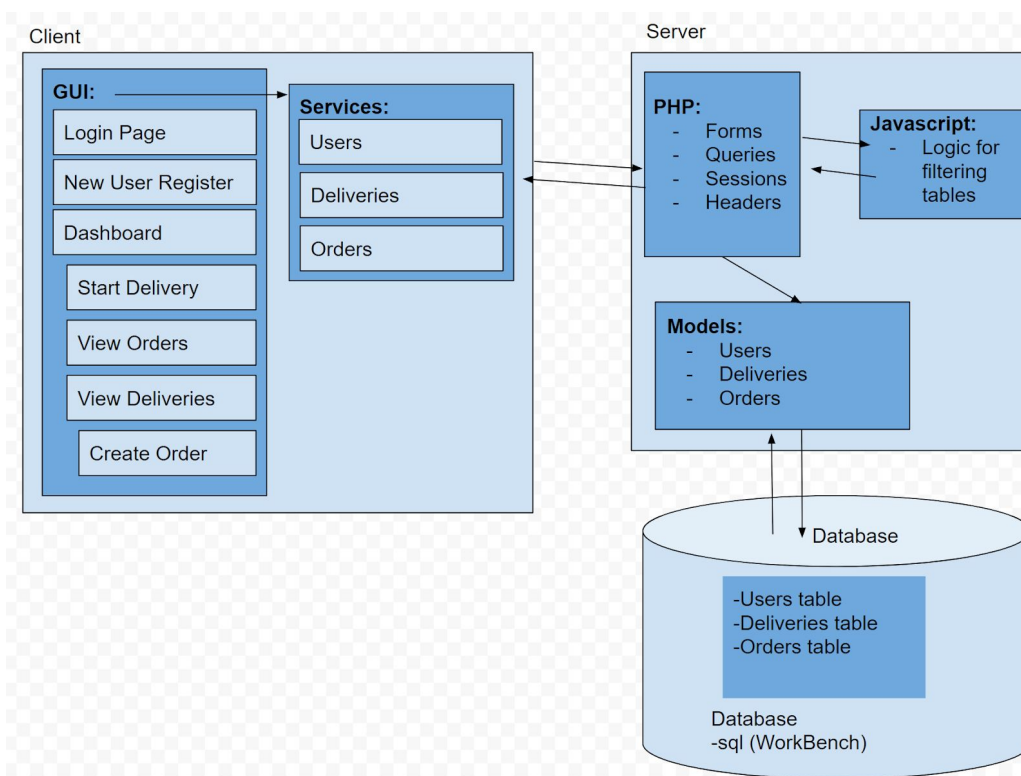 Client
GUI:
Login Page
New User Register
Dashboard
Start Delivery
View Orders
View Deliveries
Create Order
Services:
Users
Deliveries
Orders
Server
PHP:
- Forms
- Queries
- Sessions
- Headers
Javascript:
- Logic for
filtering
tables
Models:
- Users
- Deliveries
- Orders
Database
-Users table
-Deliveries table
-Orders table
Database
-sql (WorkBench)